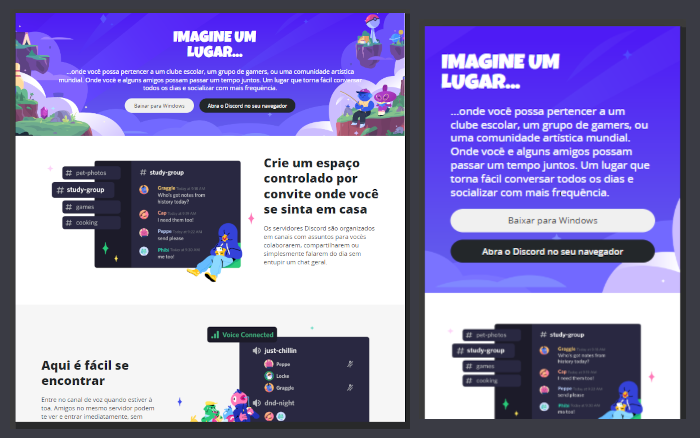 IMAGINE UM
LUGAR...
...onde você possa pertencer a um clube escolar, um grupo de gamers, ou uma comunidade artística
mundial. Onde você e alguns amigos possam passar um tempo juntos. Um lugar que torna fácil conversar
todos os dias e socializar com mais frequência.
Baixar para Windows
Abra o Discord no seu navegador
# pet-photos
# study-group
# games
# cooking
# study-group
Graggle
Who's got notes from
history today?
Cap
I need them too!
Peppe
send please
Phibi
me too!
Crie um espaço
controlado por
convite onde você
se sinta em casa
Os servidores Discord são organizados
em canais com assuntos para vocês
colaborarem, compartilharem ou
simplesmente falarem do dia sem
entupir um chat geral.
Voice Connected
just-chillin
Peppe
Locke
Graggle
dnd-night
Aqui é fácil se
encontrar
Entre no canal de voz quando estiver à
toa. Amigos no mesmo servidor podem
te ver e entrar imediatamente, sem
IMAGINE UM
LUGAR...
...onde você possa pertencer a um
clube escolar, um grupo de gamers, ou
uma comunidade artística mundial.
Onde você e alguns amigos possam
passar um tempo juntos. Um lugar que
torna fácil conversar todos os dias e
socializar com mais frequência.
Baixar para Windows
Abra o Discord no seu navegador
# pet-photos
# study-group
# games
# cooking
# study-group
Graggle
Who's got notes from
history today?
Cap
I need them too!
Peppe
send please
Phibi
me too!